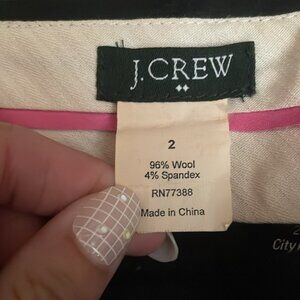 J.CREW
2
96% Wool
4% Spandex
RN77388
Made in China
City